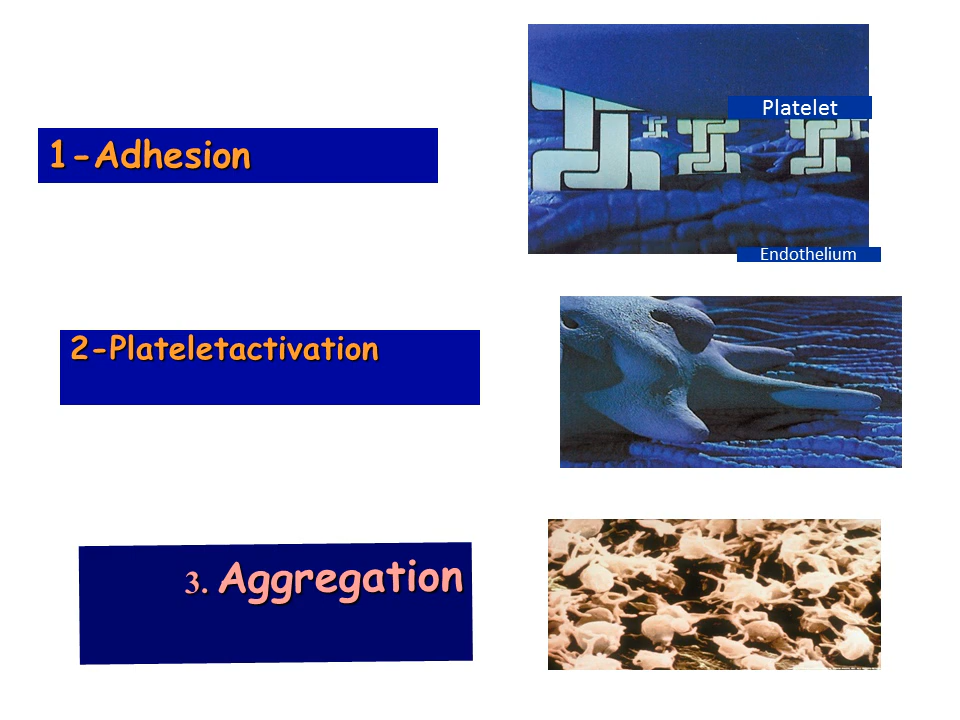 1-Adhesion
Platelet
Endothelium
2-Plateletactivation
3. Aggregation